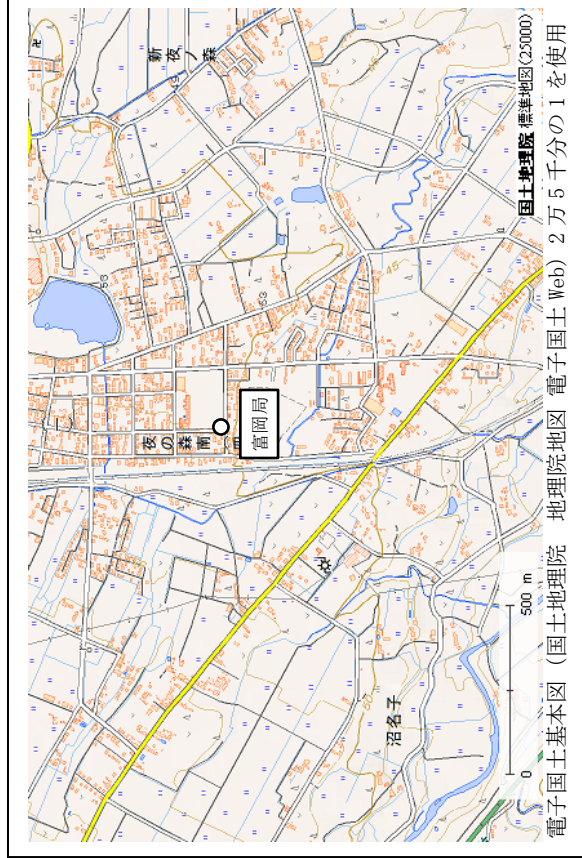 新夜ノ森
53
夜の森南
富岡局
53
45
沼名子
0
500 m
国土地理院 標準地図(25000)
電子国土基本図（国土地理院　地理院地図　電子国土 Web）２万５千分の１を使用